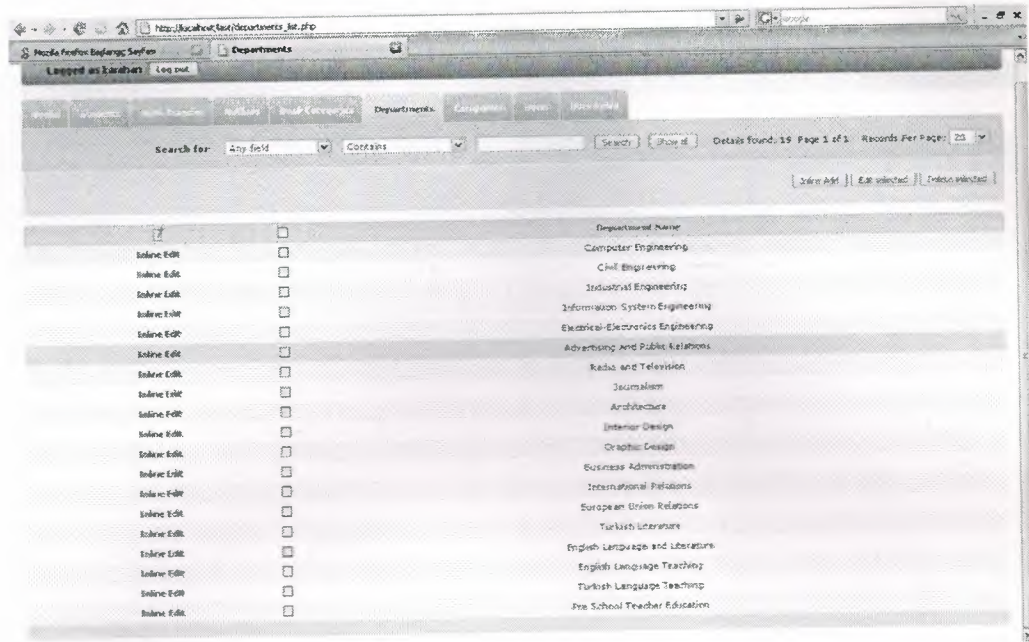 http://localhost/test/departments_list.php
Google
Mozilla Firefox Başlangıç Sayfası
Departments
Logged as karahan Log out
Departments
Search for Any field Contains Search Show all Details found: 19 Page 1 of 1 Records Per Page: 20
Inline Add Edit selected Delete selected
Department Name
Inline Edit Computer Engineering
Inline Edit Civil Engineering
Inline Edit Industrial Engineering
Inline Edit Information System Engineering
Inline Edit Electrical-Electronics Engineering
Inline Edit Advertising And Public Relations
Inline Edit Radio and Television
Inline Edit Journalism
Inline Edit Architecture
Inline Edit Interior Design
Inline Edit Graphic Design
Inline Edit Business Administration
Inline Edit International Relations
Inline Edit European Union Relations
Inline Edit Turkish Literature
Inline Edit English Language and Literature
Inline Edit English Language Teaching
Inline Edit Turkish Language Teaching
Inline Edit Pre School Teacher Education